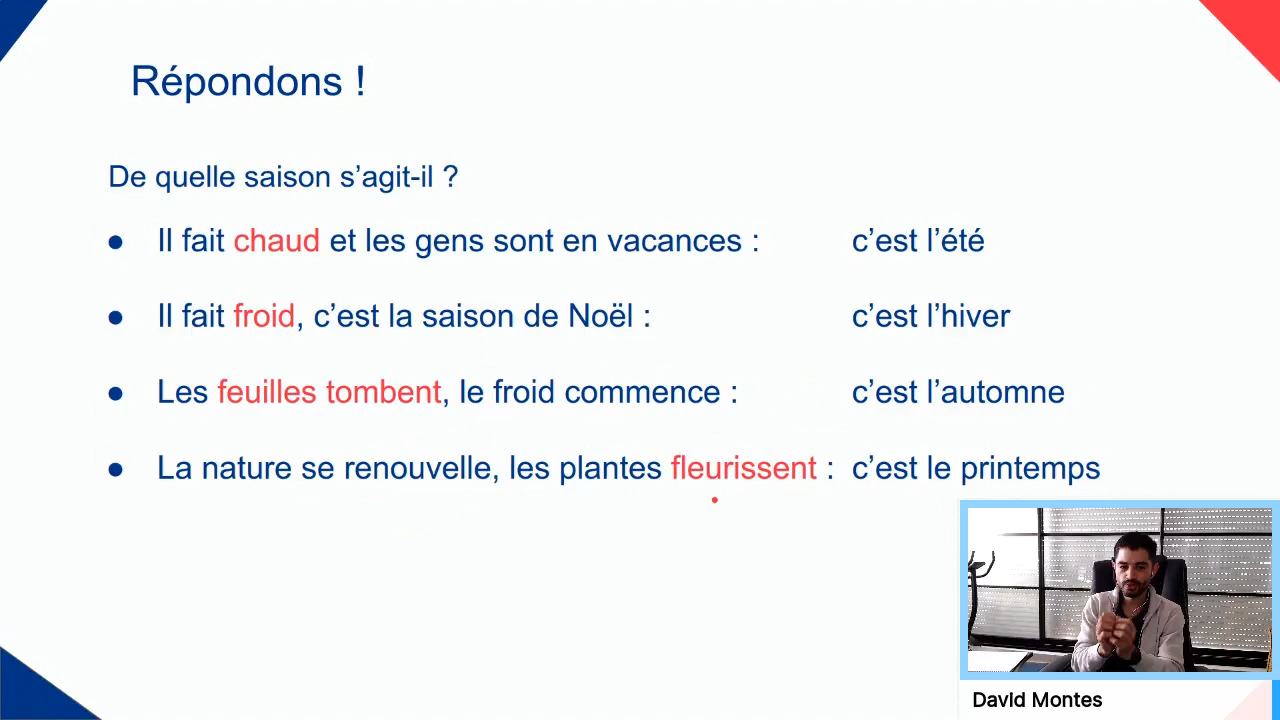 Répondons !
De quelle saison s’agit-il ?
● Il fait chaud et les gens sont en vacances : c’est l’été
● Il fait froid, c’est la saison de Noël : c’est l’hiver
● Les feuilles tombent, le froid commence : c’est l’automne
● La nature se renouvelle, les plantes fleurissent : c’est le printemps
David Montes